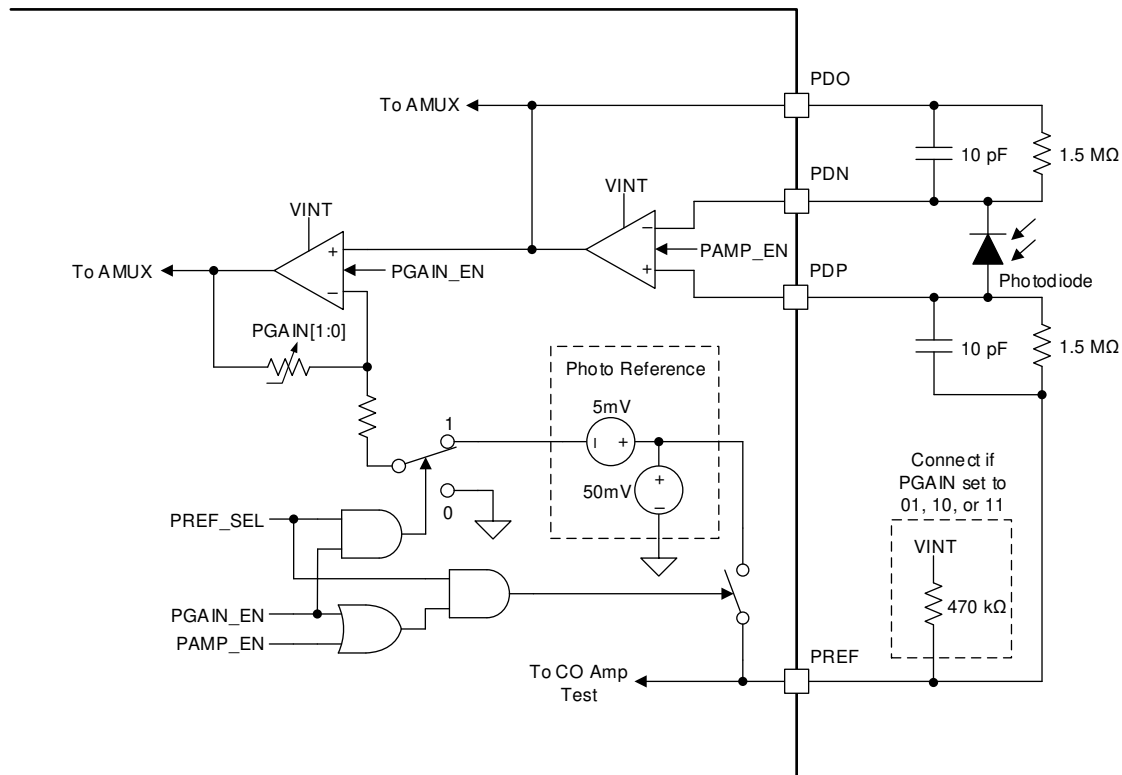 PDO
To AMUX
10 pF
1.5 MΩ
PDN
VINT
VINT
−
+
PAMP_EN
+
−
To AMUX
PGAIN_EN
PDP
Photodiode
PGAIN[1:0]
10 pF
1.5 MΩ
Photo Reference
5mV
1
− +
50mV
+
−
0
Connect if
PGAIN set to
01, 10, or 11
VINT
470 kΩ
PREF_SEL
PGAIN_EN
PAMP_EN
PREF
To CO Amp
Test